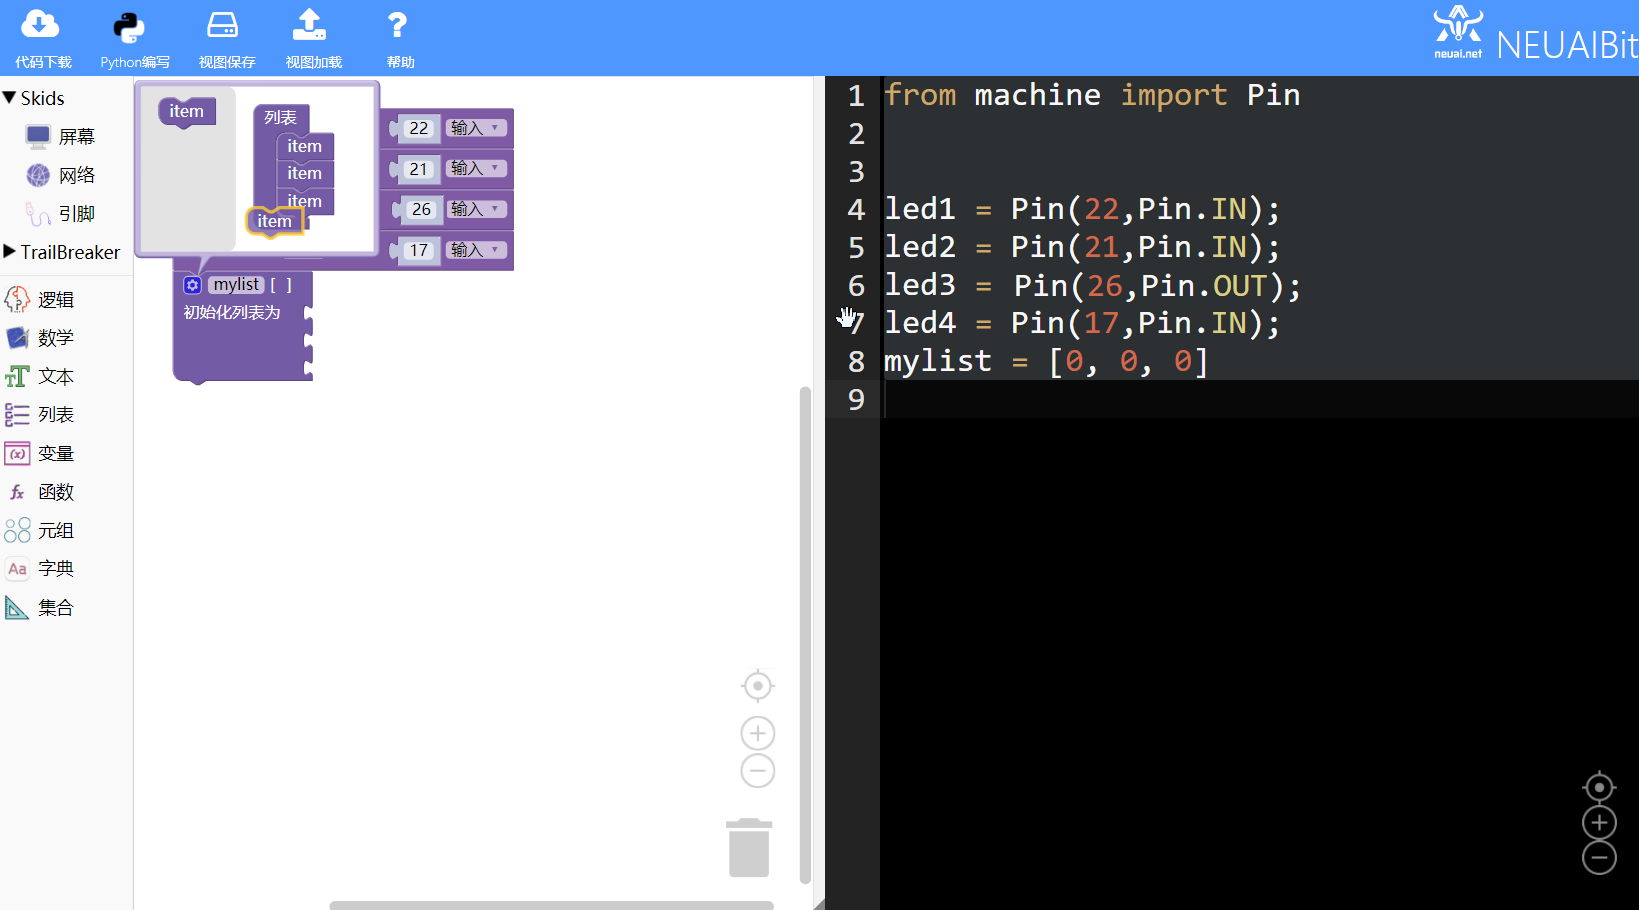 代码下载
Python编写
视图保存
视图加载
帮助
neuai.net
NEUAIBit
Skids
屏幕
网络
引脚
TrailBreaker
逻辑
数学
文本
列表
变量
函数
元组
字典
集合
item
列表
item
item
item
item
22 输入
21 输入
26 输入
17 输入
mylist [ ]
初始化列表为
1 from machine import Pin
2
3
4 led1 = Pin(22,Pin.IN);
5 led2 = Pin(21,Pin.IN);
6 led3 = Pin(26,Pin.OUT);
7 led4 = Pin(17,Pin.IN);
8 mylist = [0, 0, 0]
9